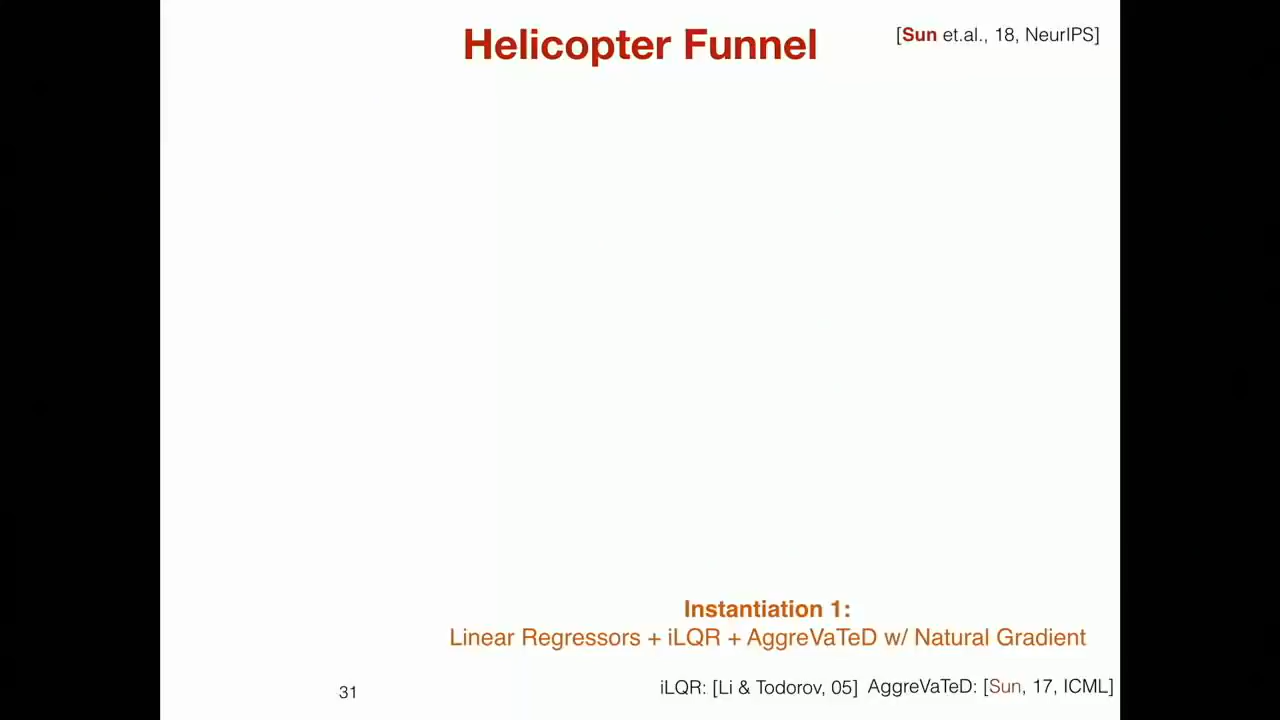 Helicopter Funnel
[Sun et.al., 18, NeurIPS]
Instantiation 1:
Linear Regressors + iLQR + AggreVaTeD w/ Natural Gradient
31
iLQR: [Li & Todorov, 05] AggreVaTeD: [Sun, 17, ICML]